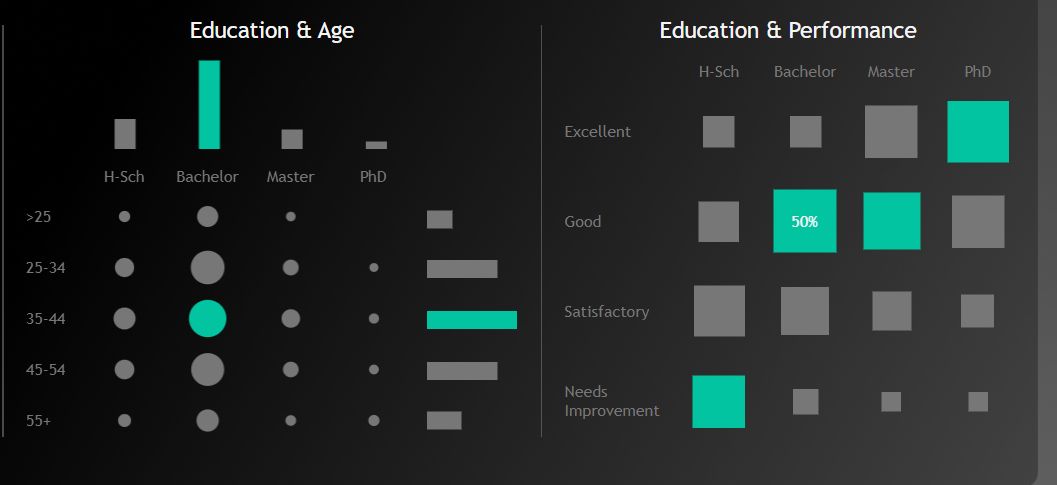 Education & Age
H-Sch Bachelor Master PhD
>25
25-34
35-44
45-54
55+
Education & Performance
H-Sch Bachelor Master PhD
Excellent
Good 50%
Satisfactory
Needs
Improvement